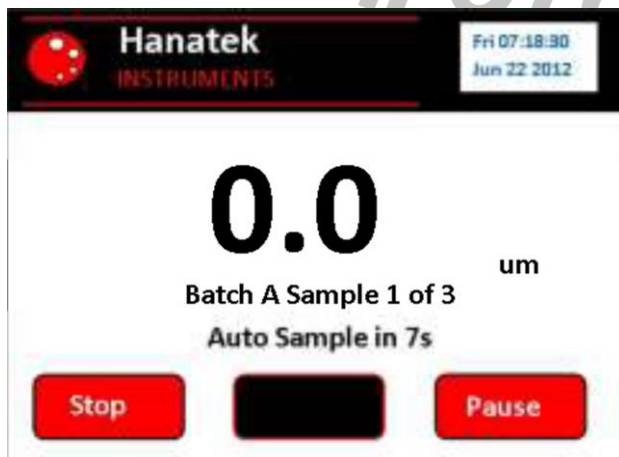 Hanatek
INSTRUMENTS
Fri 07:18:30
Jun 22 2012
0.0
um
Batch A Sample 1 of 3
Auto Sample in 7s
Stop
Pause